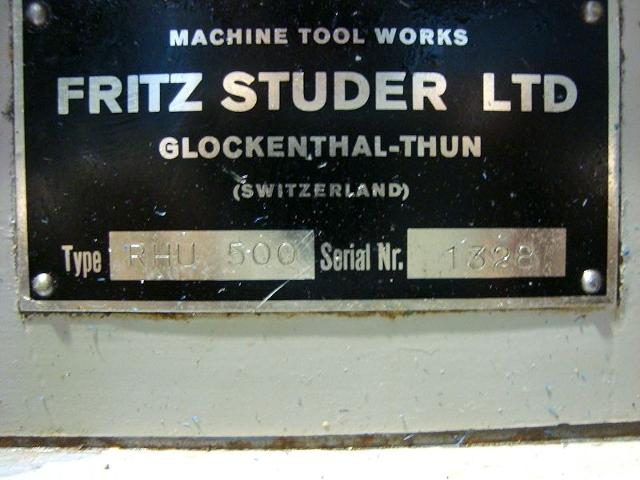 MACHINE TOOL WORKS
FRITZ STUDER LTD
GLOCKENTHAL-THUN
(SWITZERLAND)
Type RHU 500 Serial Nr. 1328